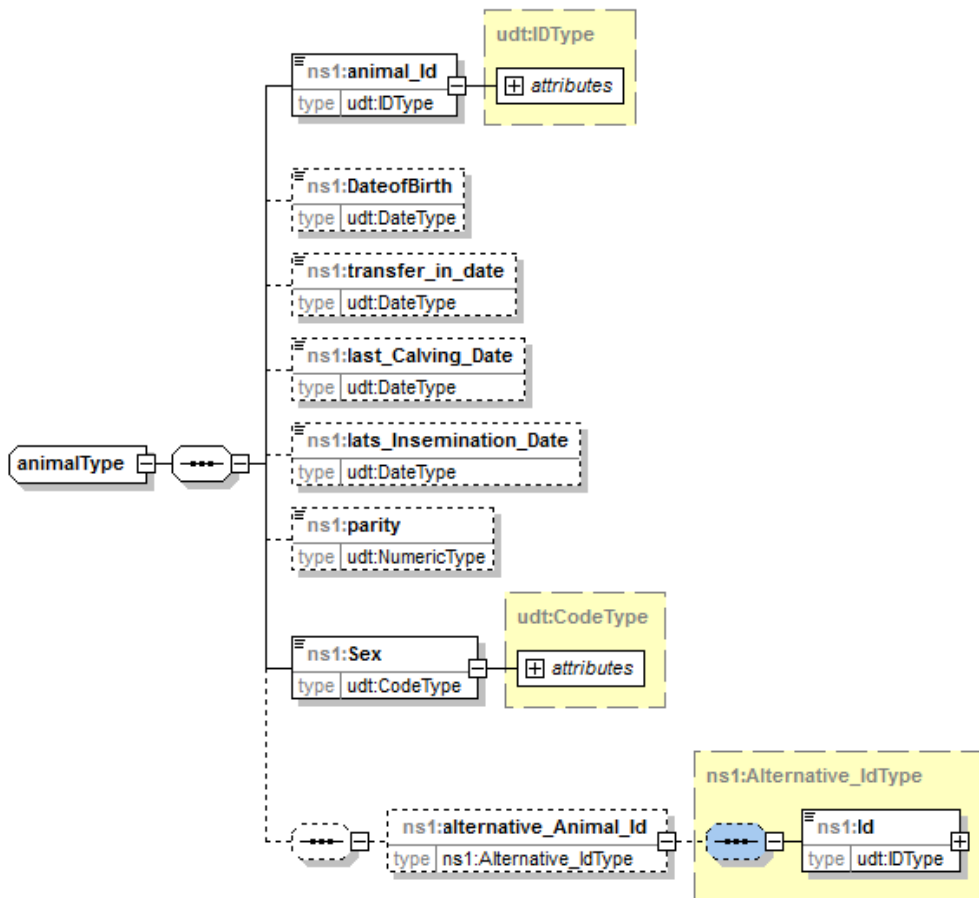 udt:IDType
ns1:animal_Id
attributes
type udt:IDType
ns1:DateofBirth
type udt:DateType
ns1:transfer_in_date
type udt:DateType
ns1:last_Calving_Date
type udt:DateType
ns1:lats_Insemination_Date
animalType
type udt:DateType
ns1:parity
type udt:NumericType
udt:CodeType
ns1:Sex
attributes
type udt:CodeType
ns1:Alternative_IdType
ns1:alternative_Animal_Id
type ns1:Alternative_IdType
ns1:Id
type udt:IDType